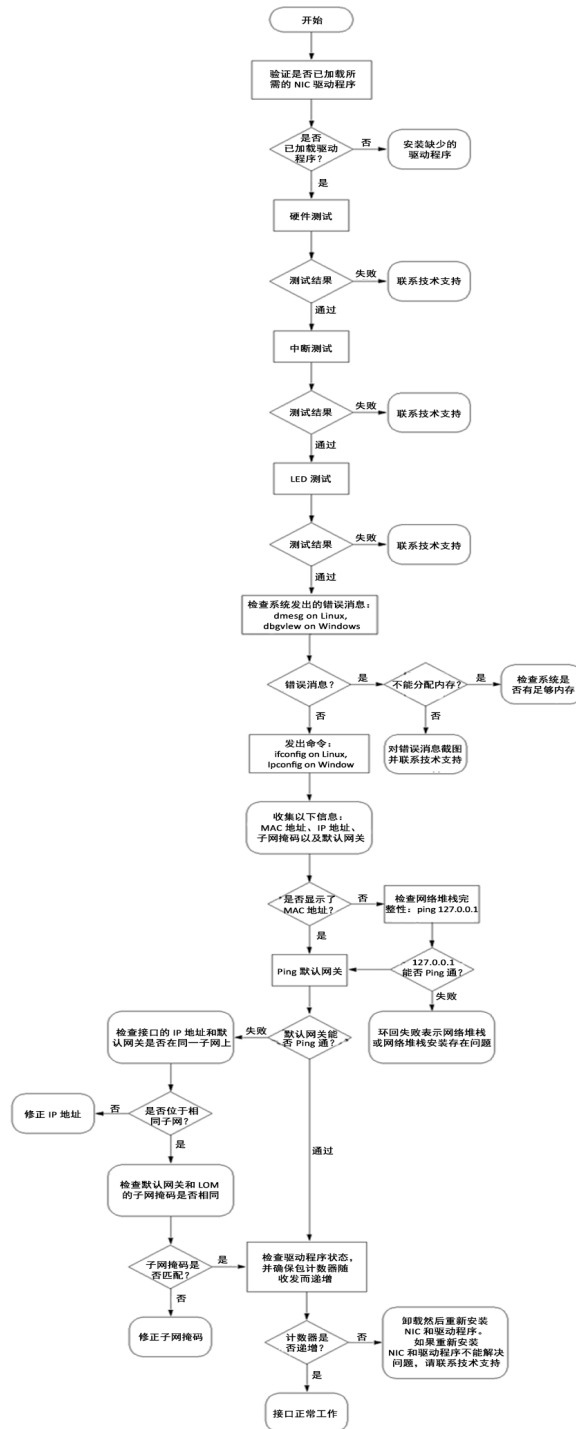 开始
验证是否已加载所
需的 NIC 驱动程序
是否
已加载驱动
程序？
否
安装缺少的
驱动程序
是
硬件测试
测试结果
失败
联系技术支持
通过
中断测试
测试结果
失败
联系技术支持
通过
LED 测试
测试结果
失败
联系技术支持
通过
检查系统发出的错误消息：
dmesg on Linux,
dbgvlew on Windows
错误消息？
是
不能分配内存？
是
检查系统是
否有足够内存
否
否
发出命令：
ifconfig on Linux,
Ipconfig on Window
对错误消息截图
并联系技术支持
收集以下信息：
MAC 地址、IP 地址、
子网掩码以及默认网关
是否显示了
MAC 地址？
否
检查网络堆栈完
整性：ping 127.0.0.1
是
Ping 默认网关
127.0.0.1
能否 Ping 通？
失败
环回失败表示网络堆栈
或网络堆栈安装存在问题
默认网关能
否 Ping 通？
失败
检查接口的 IP 地址和默
认网关是否在同一子网上
是否位于相
同子网？
否
修正 IP 地址
是
通过
检查默认网关和 LOM
的子网掩码是否相同
子网掩码是
否匹配？
是
检查驱动程序状态，
并确保包计数器随
收发而递增
否
修正子网掩码
计数器是
否递增？
否
卸载然后重新安装
NIC 和驱动程序。
如果重新安装
NIC 和驱动程序不能解决
问题，请联系技术支持
是
接口正常工作